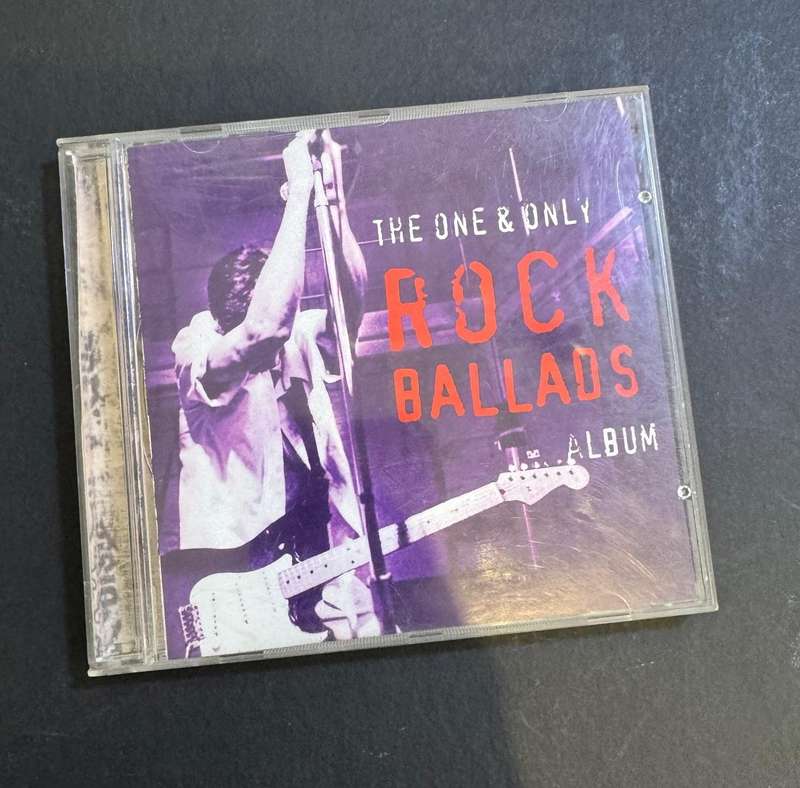 THE ONE & ONLY
ROCK
BALLADS
ALBUM